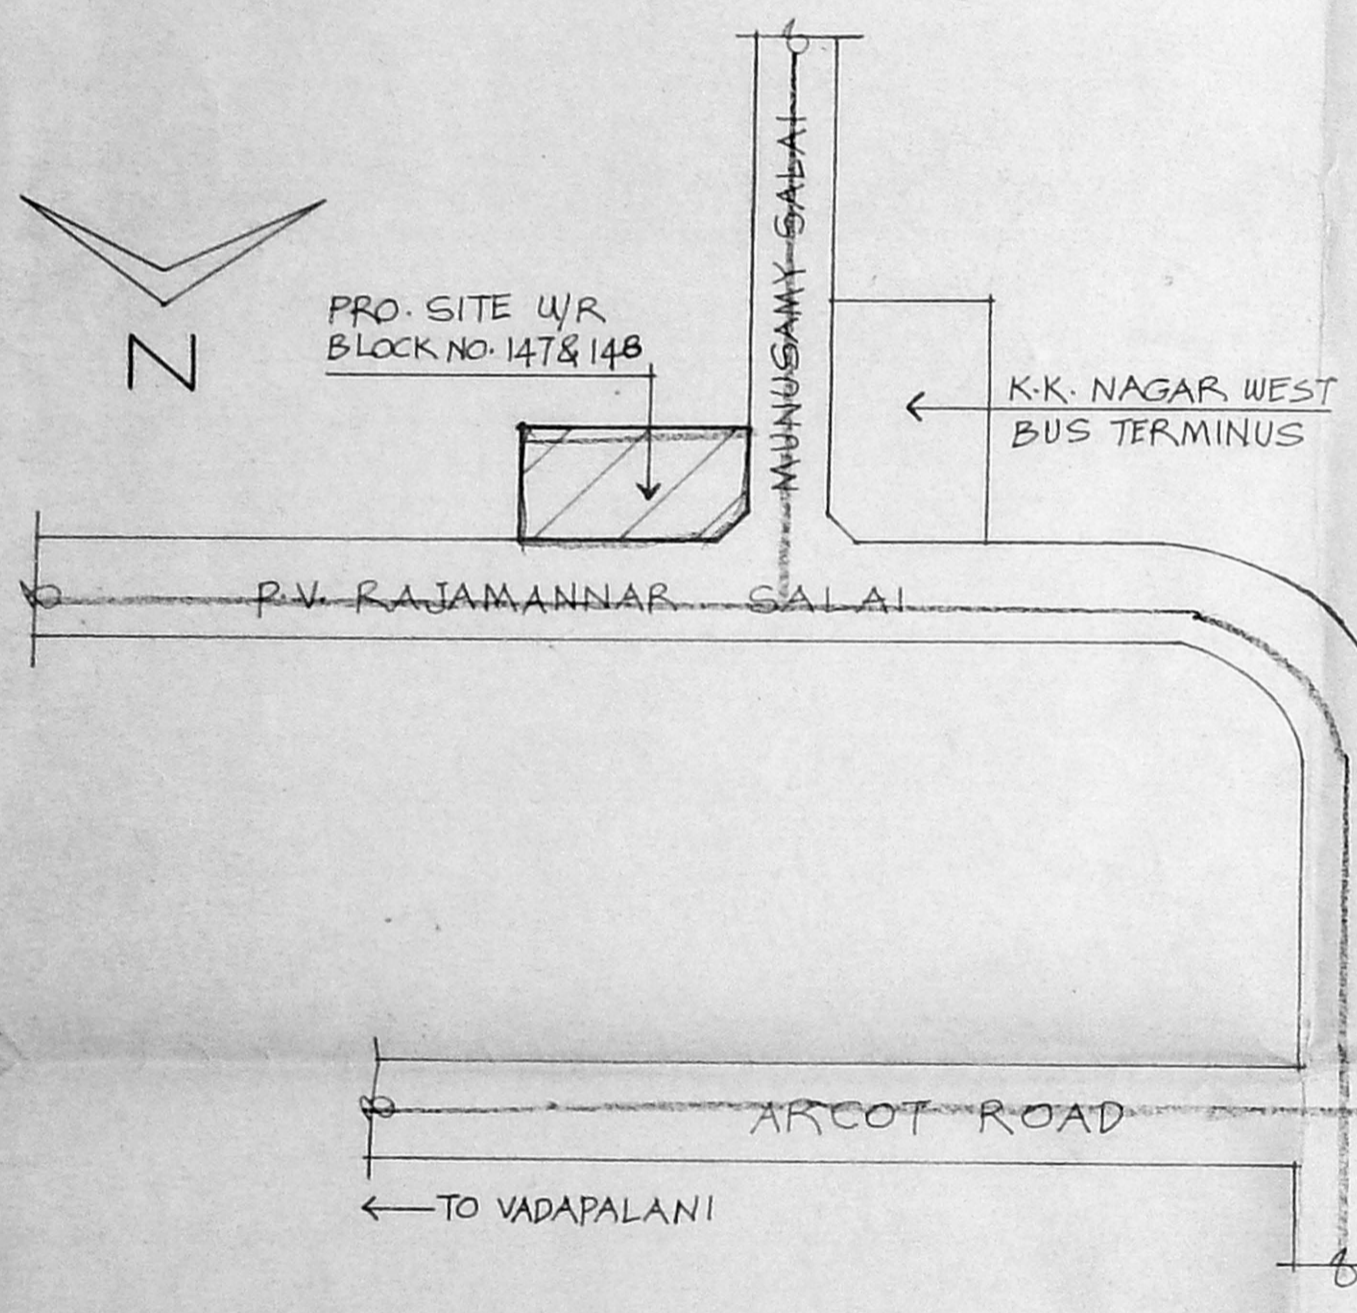 MUNUSAMY SALAI
N
PRO. SITE U/R
BLOCK NO. 147 & 148
K.K. NAGAR WEST
BUS TERMINUS
P.V. RAJAMANNAR SALAI
ARCOT ROAD
TO VADAPALANI